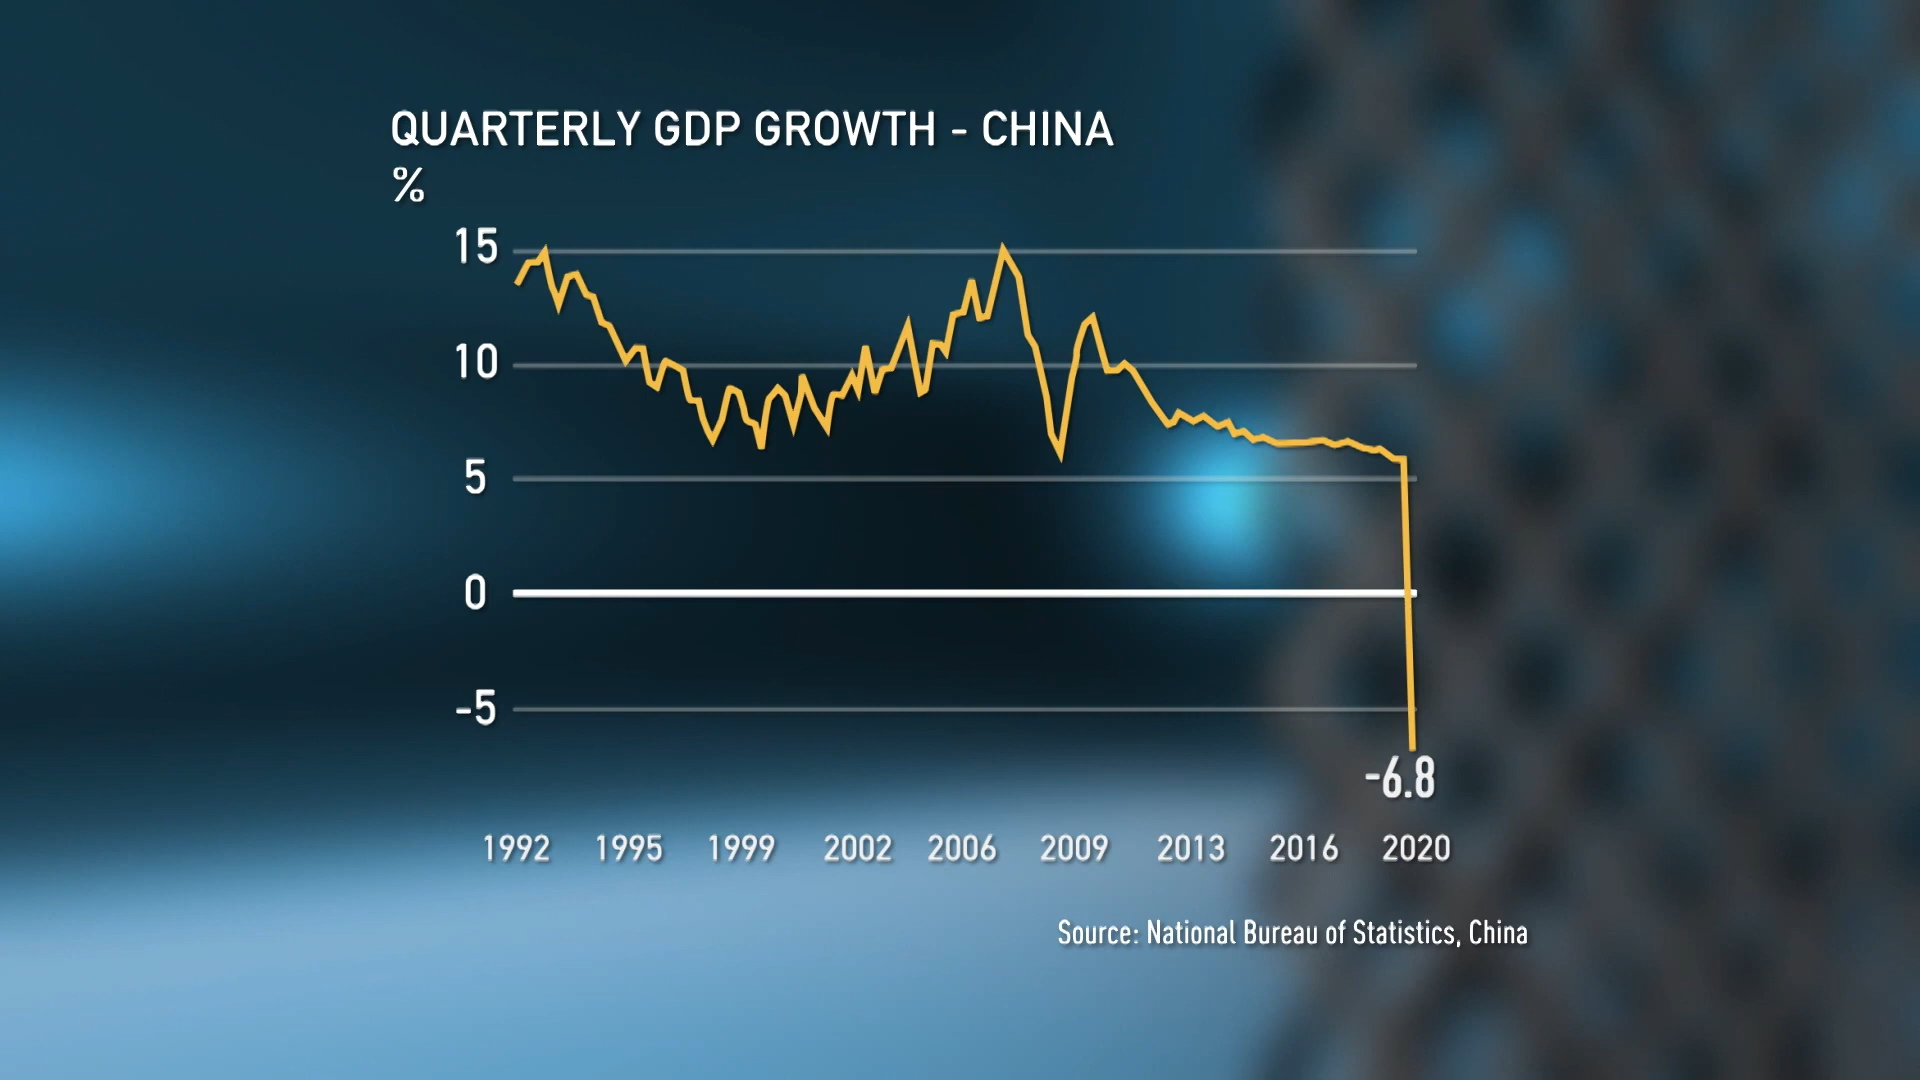 QUARTERLY GDP GROWTH - CHINA
%
15
10
5
0
-5
-6.8
1992 1995 1999 2002 2006 2009 2013 2016 2020
Source: National Bureau of Statistics, China